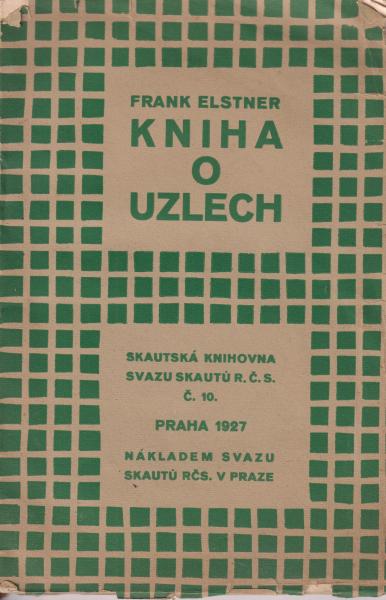 FRANK ELSTNER
KNIHA
O
UZLECH
SKAUTSKÁ KNIHOVNA
SVAZU SKAUTŮ R. Č. S.
Č. 10.
PRAHA 1927
NÁKLADEM SVAZU
SKAUTŮ RČS. V PRAZE